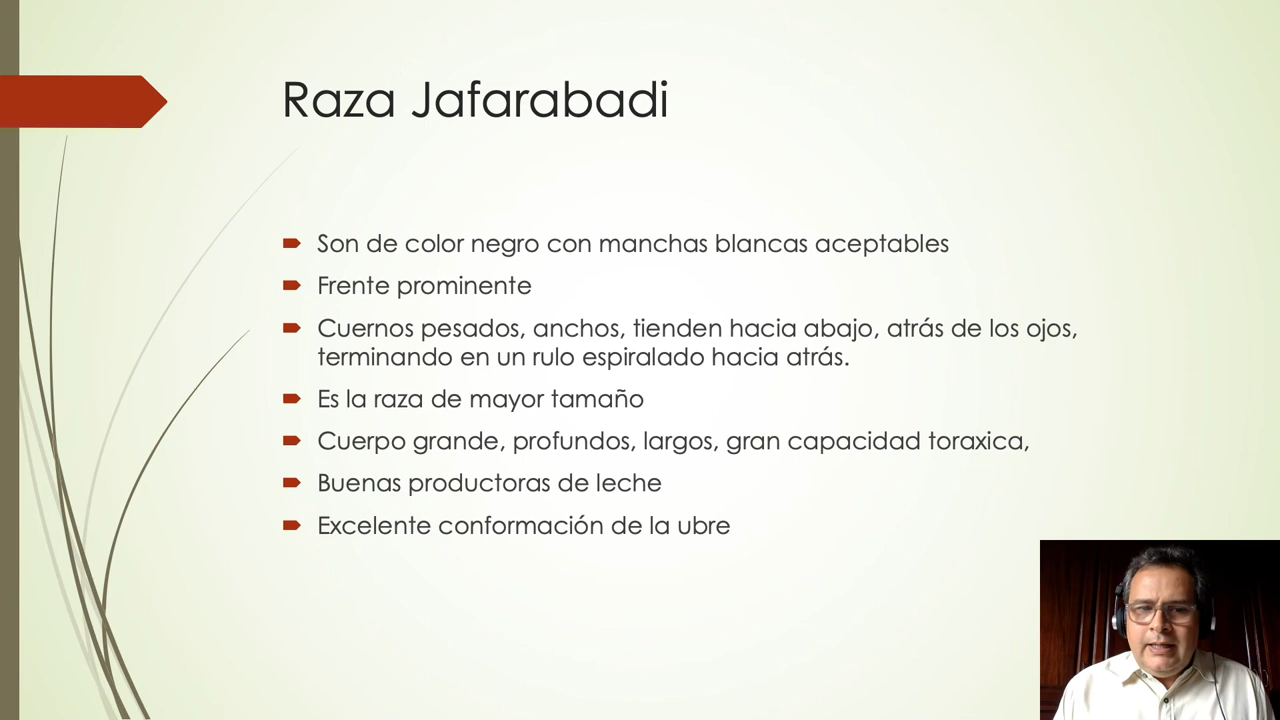 Raza Jafarabadi
Son de color negro con manchas blancas aceptables
Frente prominente
Cuernos pesados, anchos, tienden hacia abajo, atrás de los ojos,
terminando en un rulo espiralado hacia atrás.
Es la raza de mayor tamaño
Cuerpo grande, profundos, largos, gran capacidad toraxica,
Buenas productoras de leche
Excelente conformación de la ubre